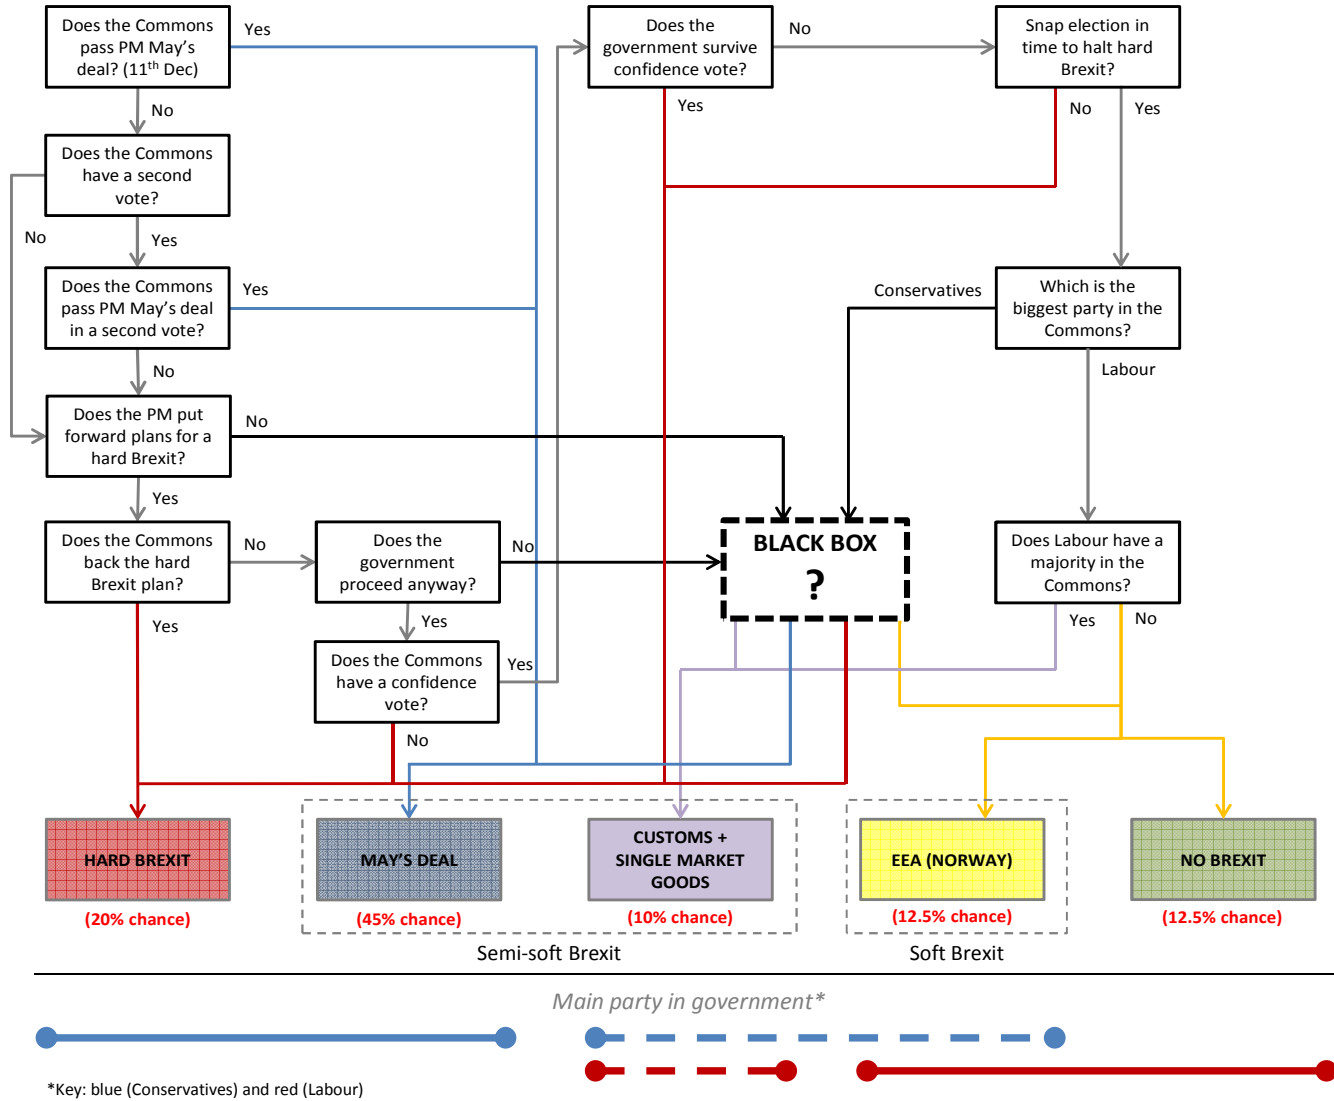 Does the Commons
pass PM May's
deal? (11th Dec)
Yes
No
Does the Commons
have a second
vote?
No
Yes
Does the Commons
pass PM May's deal
in a second vote?
Yes
No
Does the PM put
forward plans for a
hard Brexit?
No
Yes
Does the Commons
back the hard
Brexit plan?
No
Yes
Does the
government
proceed anyway?
No
Yes
Does the Commons
have a confidence
vote?
Yes
No
Does the
government survive
confidence vote?
No
Yes
Snap election in
time to halt hard
Brexit?
No
Yes
Which is the
biggest party in the
Commons?
Conservatives
Labour
BLACK BOX
?
Does Labour have a
majority in the
Commons?
Yes
No
HARD BREXIT
(20% chance)
MAY'S DEAL
(45% chance)
CUSTOMS +
SINGLE MARKET
GOODS
(10% chance)
EEA (NORWAY)
(12.5% chance)
NO BREXIT
(12.5% chance)
Semi-soft Brexit
Soft Brexit
Main party in government*
*Key: blue (Conservatives) and red (Labour)